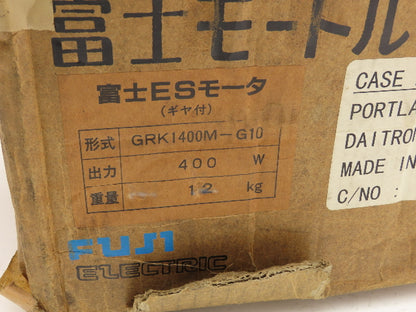 富士モートル
富士ESモータ
(ギヤ付)
形式 GRK1400M-G10
出力 400 W
重量 12 kg
FUJI
ELECTRIC
CASE
PORTLA
DAITRON
MADE IN
C/NO :